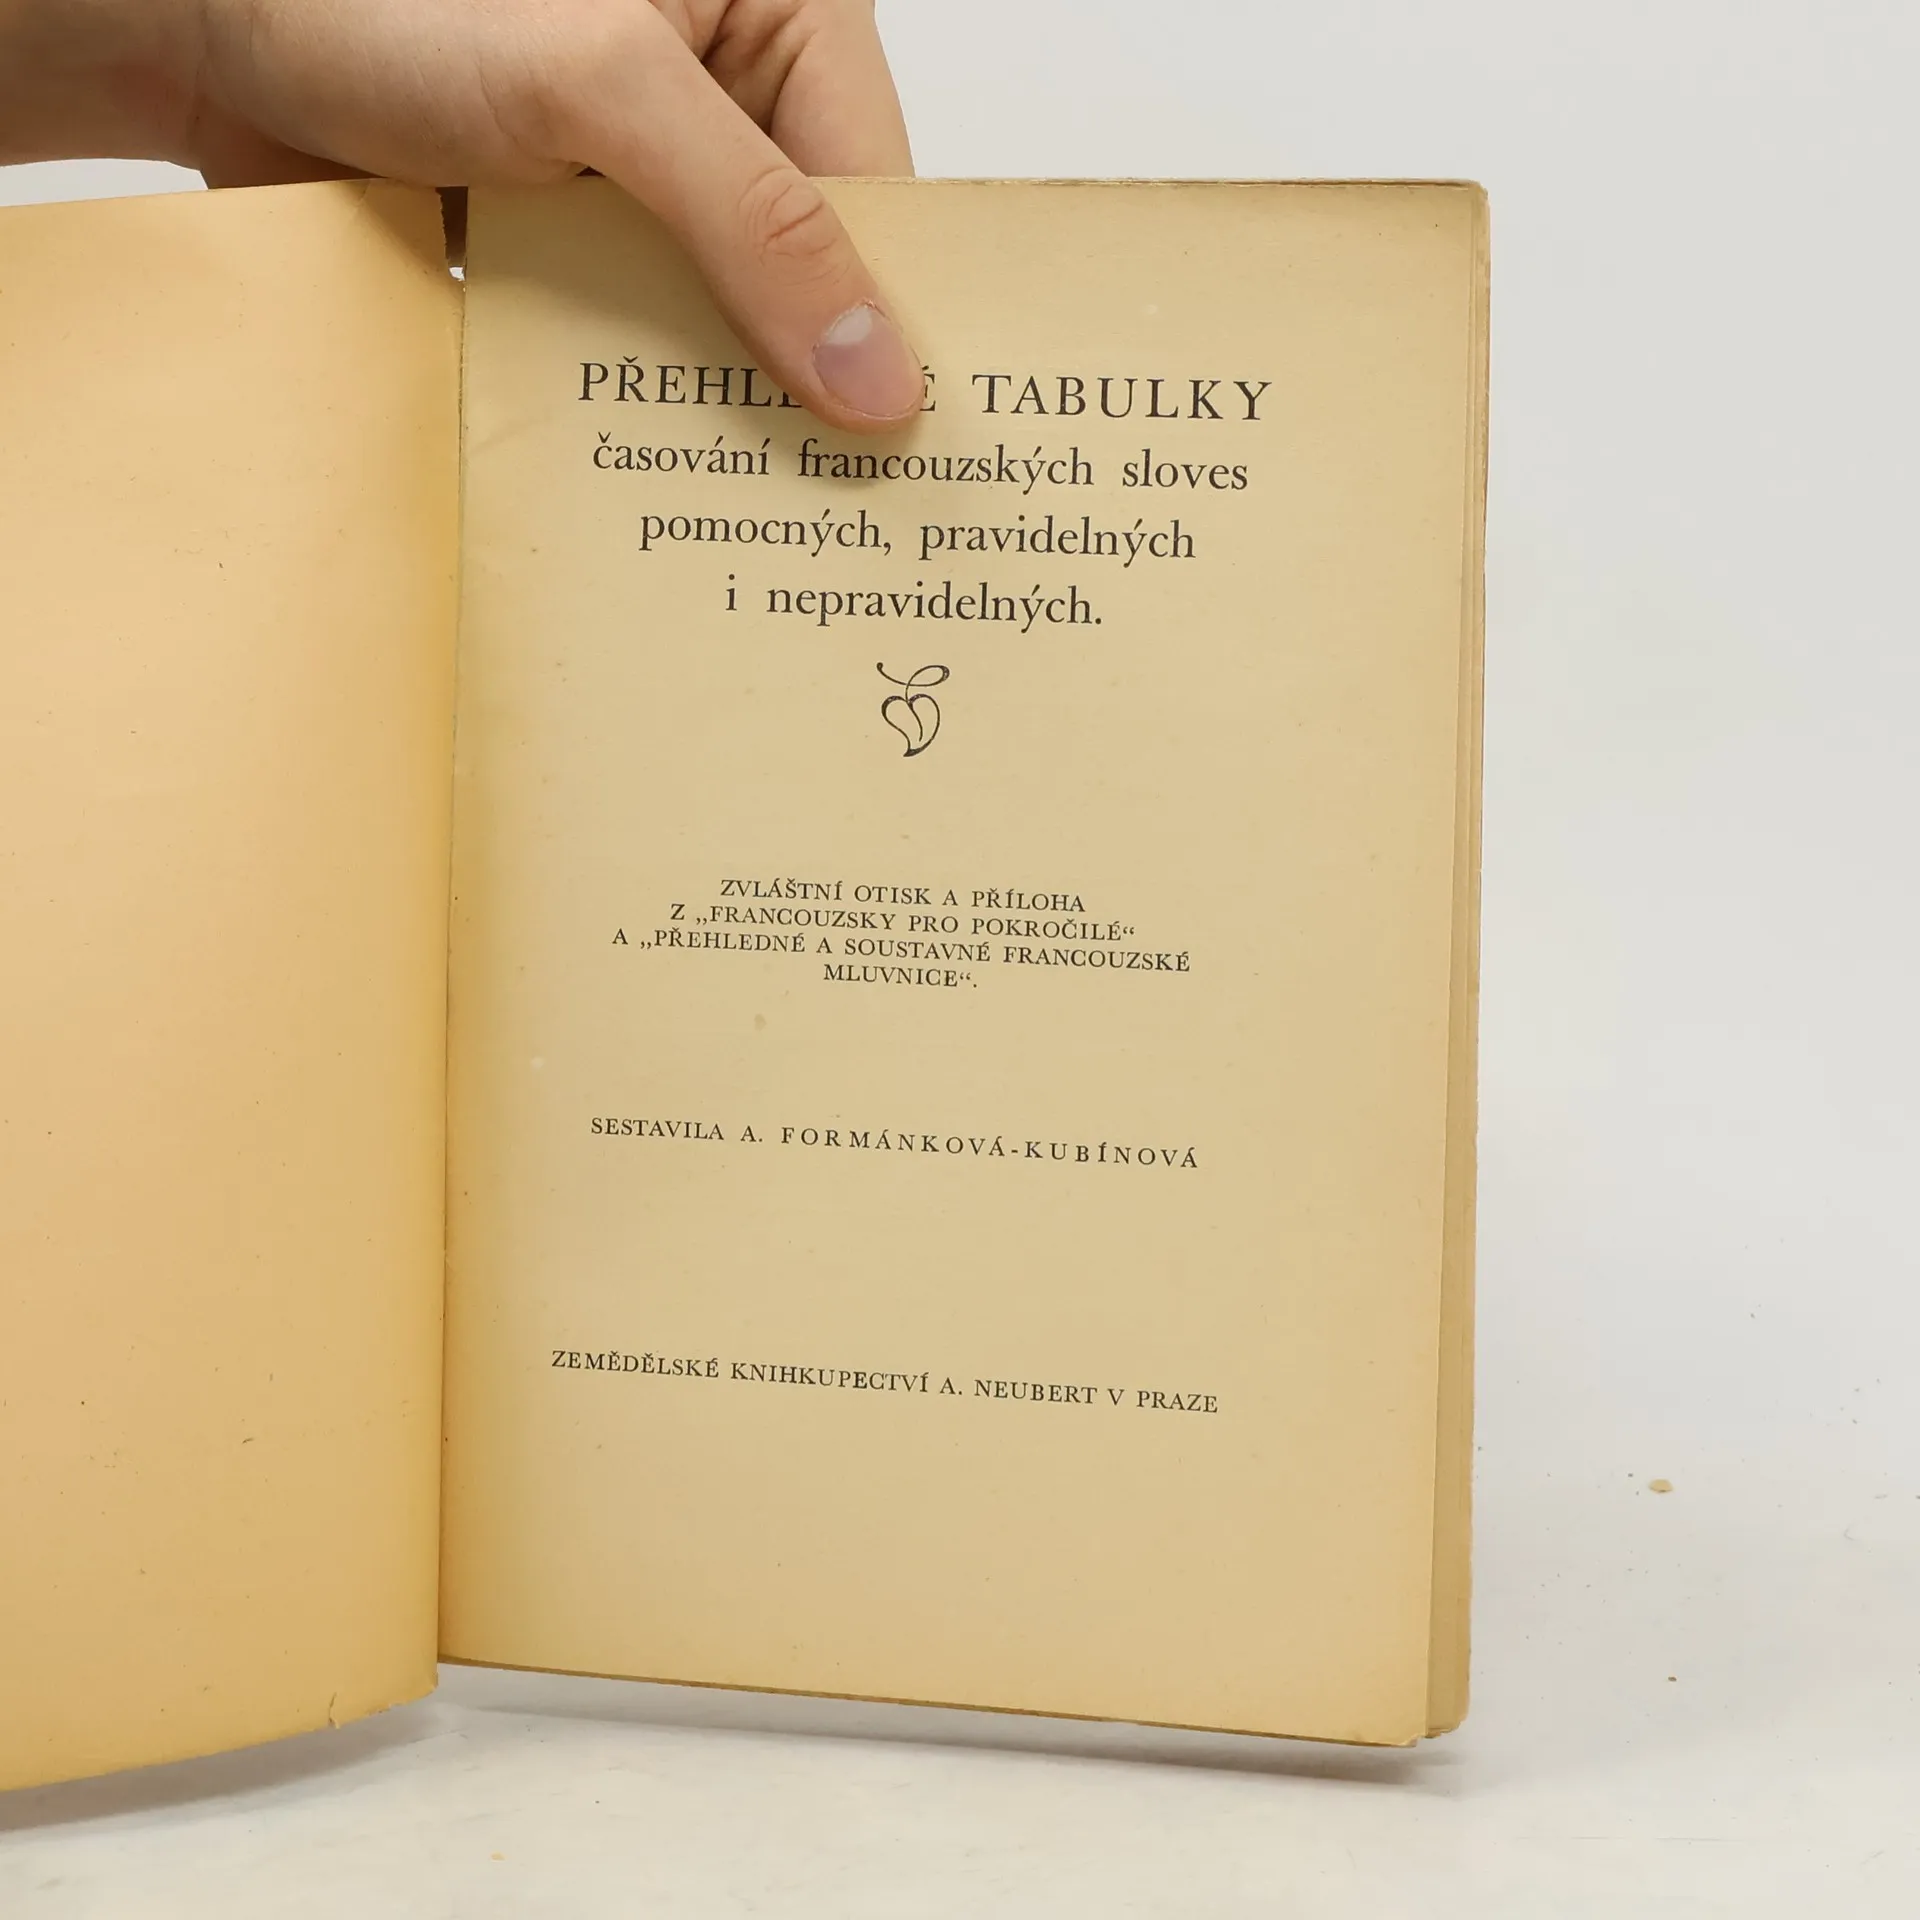 PŘEHLEDNÉ TABULKY
časování francouzských sloves
pomocných, pravidelných
i nepravidelných.
ZVLÁŠTNÍ OTISK A PŘÍLOHA
Z „FRANCOUZSKY PRO POKROČILÉ“
A „PŘEHLEDNÉ A SOUSTAVNÉ FRANCOUZSKÉ
MLUVNICE“.
SESTAVILA A. FORMÁNKOVÁ-KUBÍNOVÁ
ZEMĚDĚLSKÉ KNIHKUPECTVÍ A. NEUBERT V PRAZE